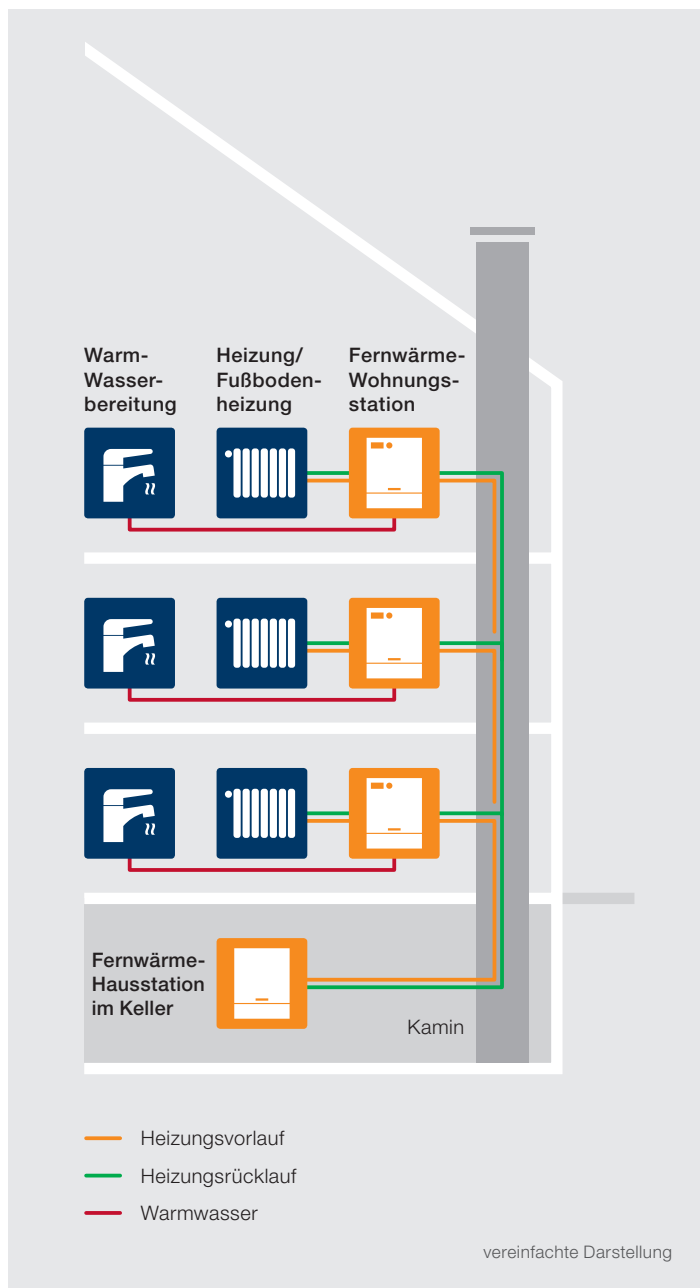 Warm-
Wasser-
bereitung
Heizung/
Fußboden-
heizung
Fernwärme-
Wohnungs-
station
Fernwärme-
Hausstation
im Keller
Kamin
Heizungsvorlauf
Heizungsrücklauf
Warmwasser
vereinfachte Darstellung